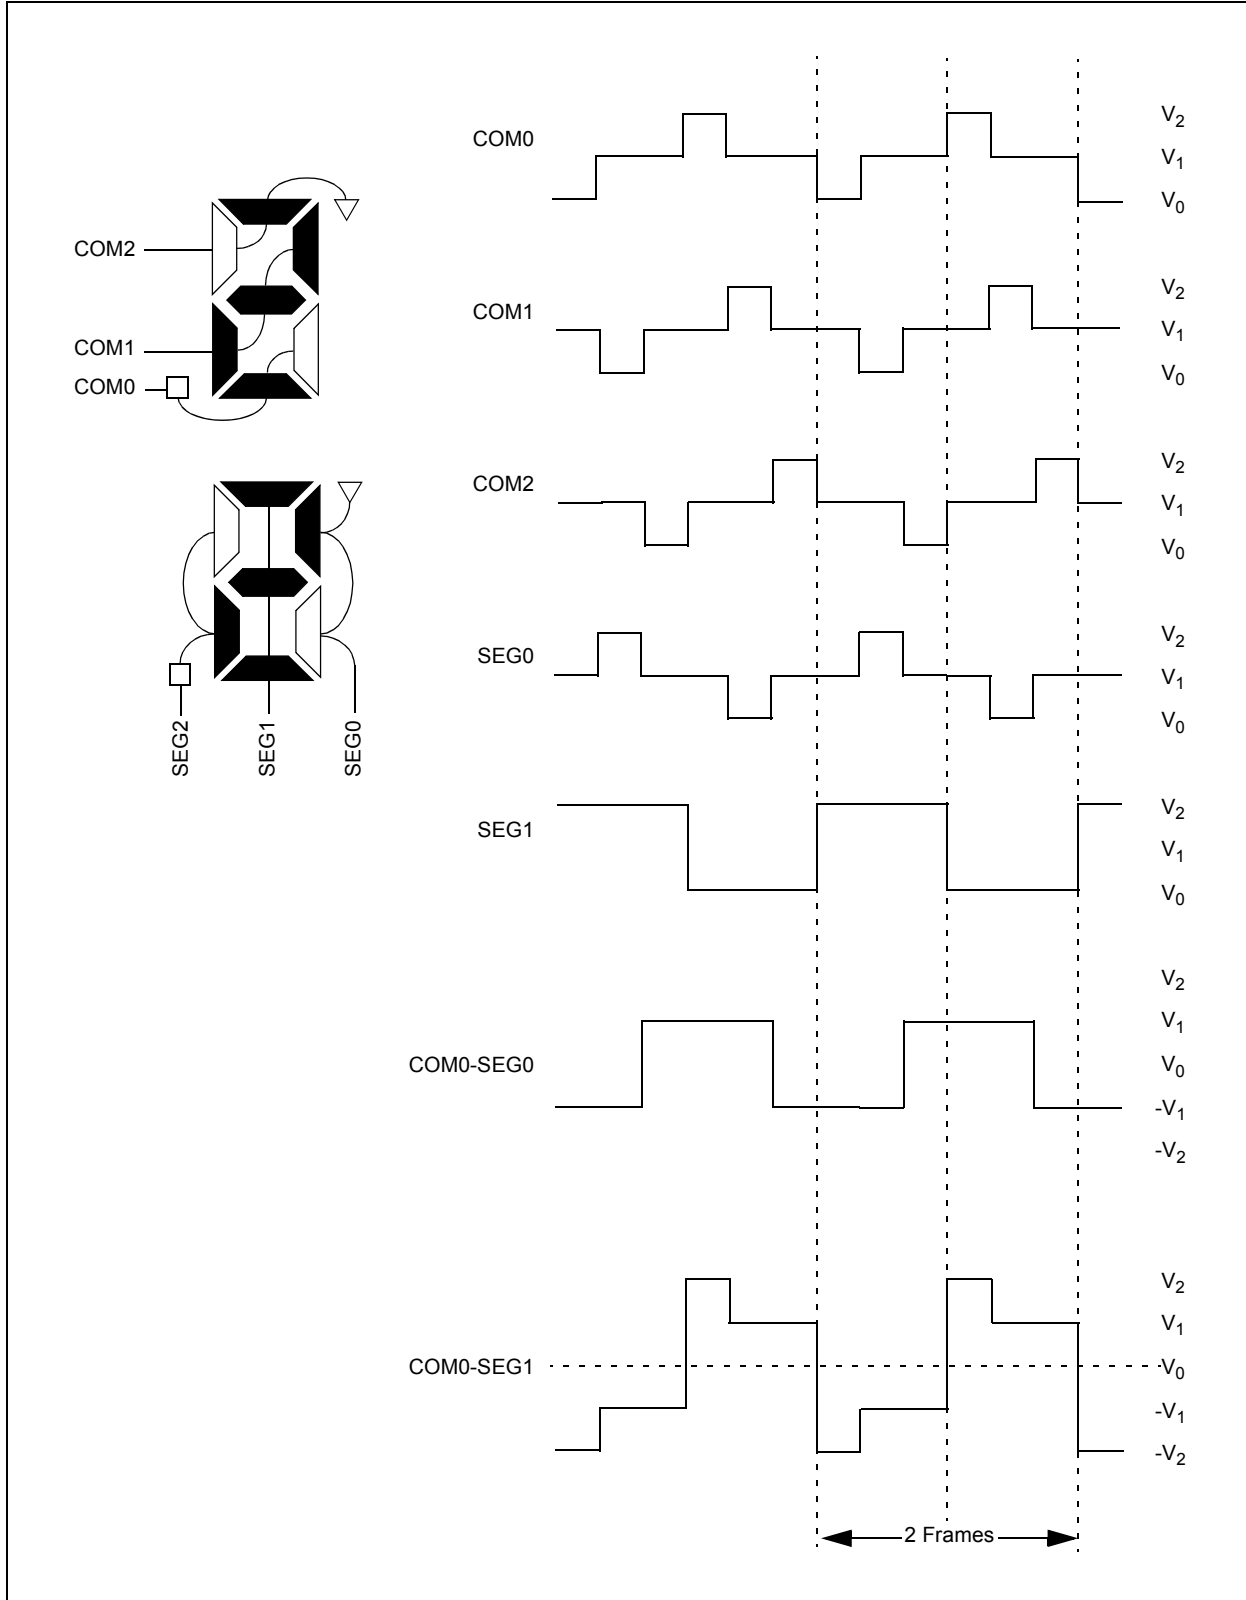 COM0
V2
V1
V0
COM2
COM1
COM0
COM1
V2
V1
V0
COM2
V2
V1
V0
SEG0
V2
V1
V0
SEG2
SEG1
SEG0
SEG1
V2
V1
V0
COM0-SEG0
V2
V1
V0
-V1
-V2
COM0-SEG1
V2
V1
V0
-V1
-V2
2 Frames